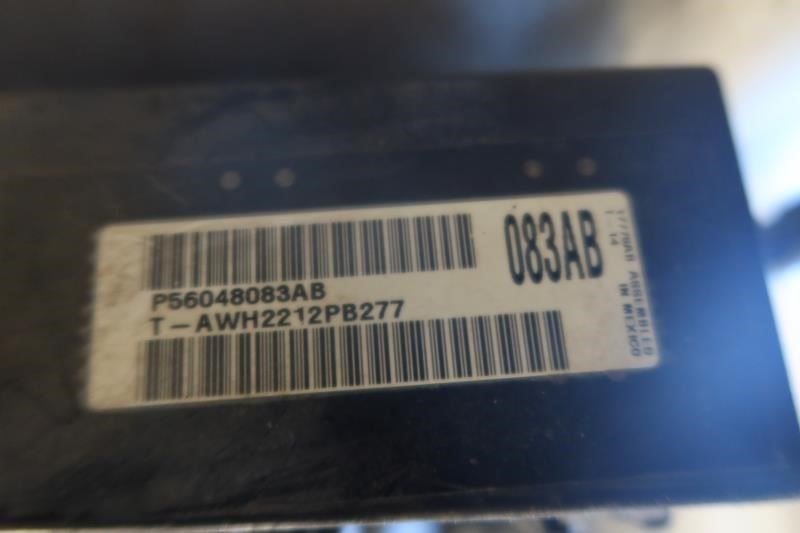 P56048083AB
T-AWH2212PB277
083AB
ASSEMBLED
IN MEXICO